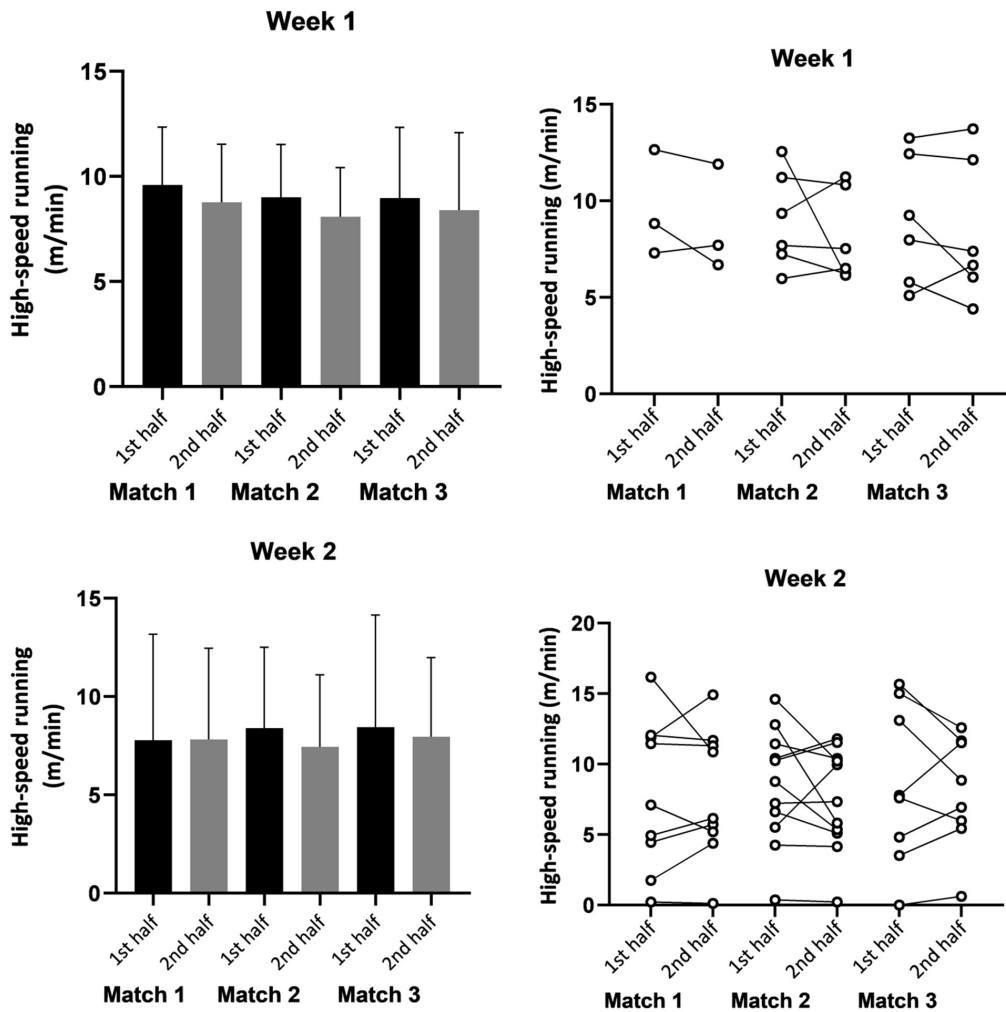 Week 1
High-speed running
(m/min)
15
10
5
0
1st half
2nd half
1st half
2nd half
1st half
2nd half
Match 1 Match 2 Match 3
Week 1
High-speed running (m/min)
15
10
5
0
1st half
2nd half
1st half
2nd half
1st half
2nd half
Match 1 Match 2 Match 3
Week 2
High-speed running
(m/min)
15
10
5
0
1st half
2nd half
1st half
2nd half
1st half
2nd half
Match 1 Match 2 Match 3
Week 2
High-speed running (m/min)
20
15
10
5
0
1st half
2nd half
1st half
2nd half
1st half
2nd half
Match 1 Match 2 Match 3